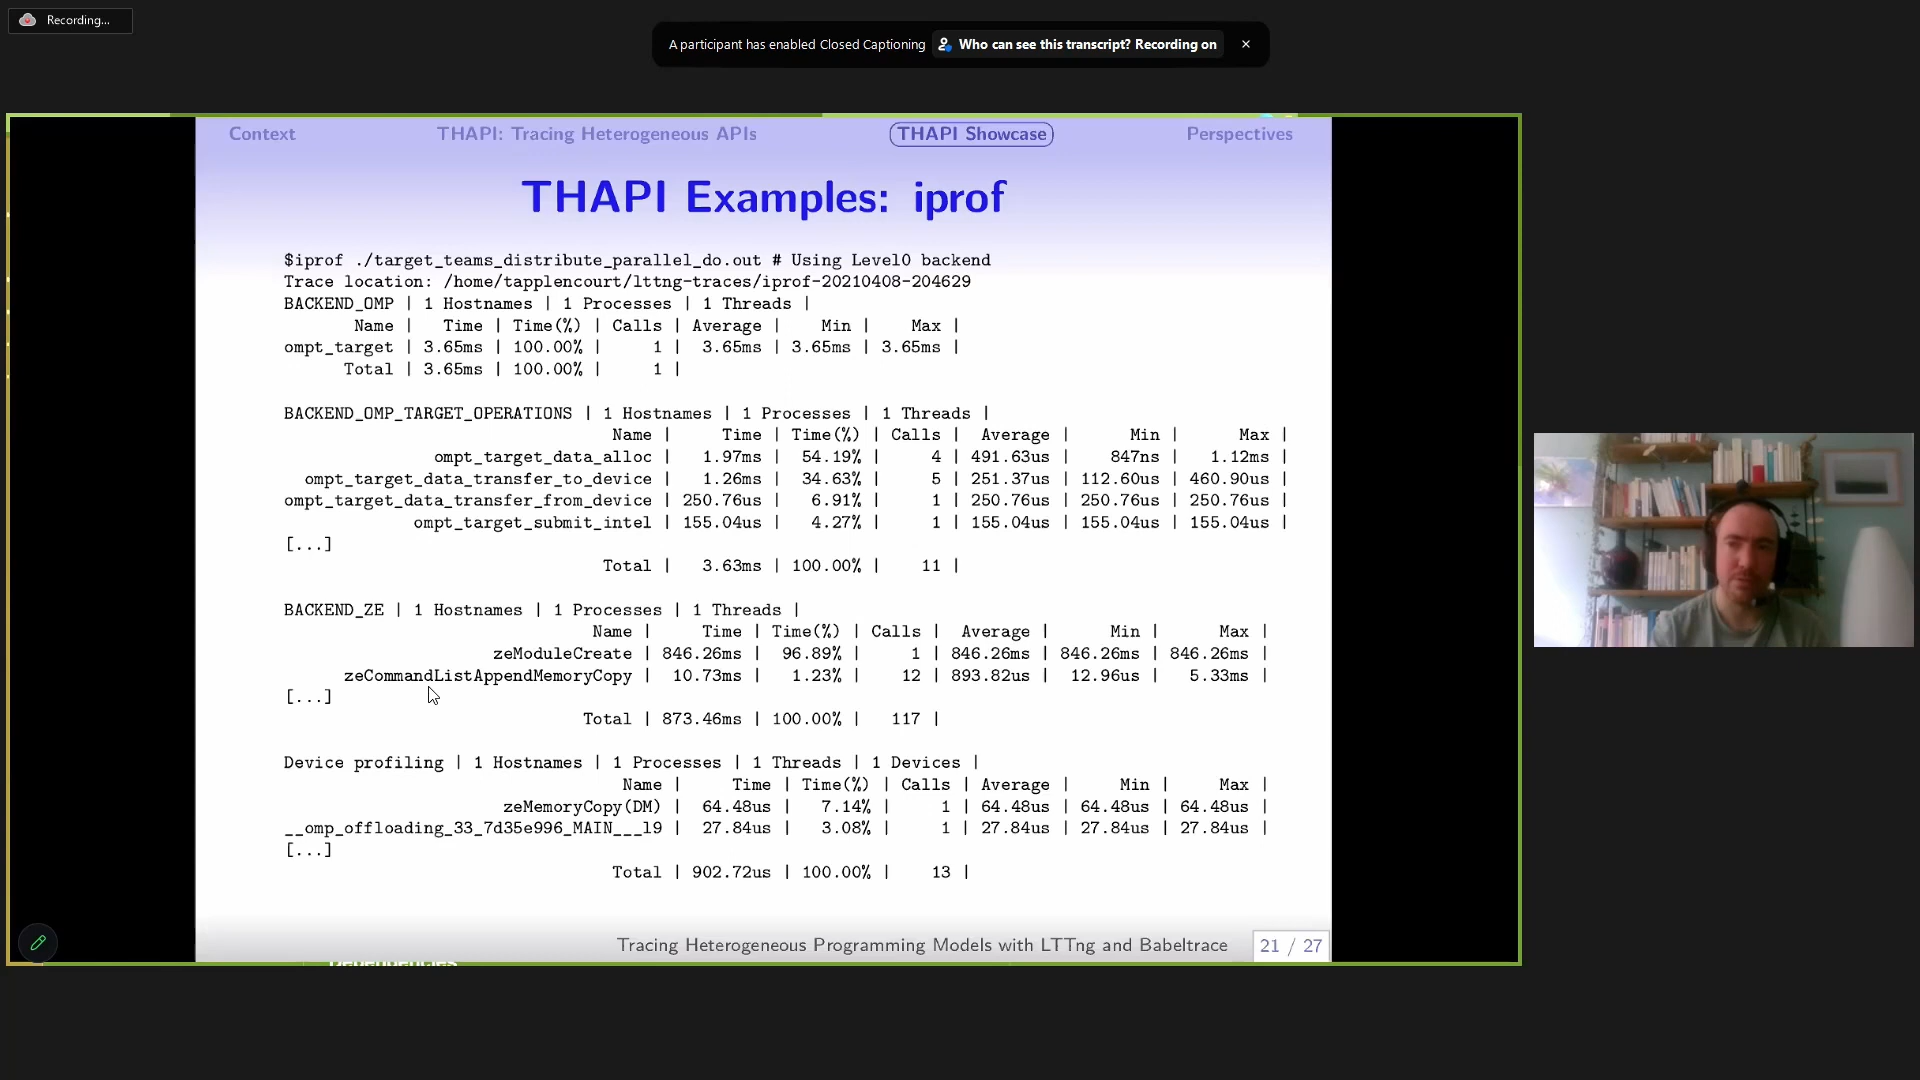 Recording...
A participant has enabled Closed Captioning Who can see this transcript? Recording on ×
Context THAPI: Tracing Heterogeneous APIs THAPI Showcase Perspectives
THAPI Examples: iprof
$iprof ./target_teams_distribute_parallel_do.out # Using Level0 backend
Trace location: /home/tapplencourt/lttng-traces/iprof-20210408-204629
BACKEND_OMP | 1 Hostnames | 1 Processes | 1 Threads |
Name | Time | Time(%) | Calls | Average | Min | Max |
ompt_target | 3.65ms | 100.00% | 1 | 3.65ms | 3.65ms | 3.65ms |
Total | 3.65ms | 100.00% | 1 |
BACKEND_OMP_TARGET_OPERATIONS | 1 Hostnames | 1 Processes | 1 Threads |
Name | Time | Time(%) | Calls | Average | Min | Max |
ompt_target_data_alloc | 1.97ms | 54.19% | 4 | 491.63us | 847ns | 1.12ms |
ompt_target_data_transfer_to_device | 1.26ms | 34.63% | 5 | 251.37us | 112.60us | 460.90us |
ompt_target_data_transfer_from_device | 250.76us | 6.91% | 1 | 250.76us | 250.76us | 250.76us |
ompt_target_submit_intel | 155.04us | 4.27% | 1 | 155.04us | 155.04us | 155.04us |
[...]
Total | 3.63ms | 100.00% | 11 |
BACKEND_ZE | 1 Hostnames | 1 Processes | 1 Threads |
Name | Time | Time(%) | Calls | Average | Min | Max |
zeModuleCreate | 846.26ms | 96.89% | 1 | 846.26ms | 846.26ms | 846.26ms |
zeCommandListAppendMemoryCopy | 10.73ms | 1.23% | 12 | 893.82us | 12.96us | 5.33ms |
[...]
Total | 873.46ms | 100.00% | 117 |
Device profiling | 1 Hostnames | 1 Processes | 1 Threads | 1 Devices |
Name | Time | Time(%) | Calls | Average | Min | Max |
zeMemoryCopy(DM) | 64.48us | 7.14% | 1 | 64.48us | 64.48us | 64.48us |
__omp_offloading_33_7d35e996_MAIN___l9 | 27.84us | 3.08% | 1 | 27.84us | 27.84us | 27.84us |
[...]
Total | 902.72us | 100.00% | 13 |
Tracing Heterogeneous Programming Models with LTTng and Babeltrace 21 / 27